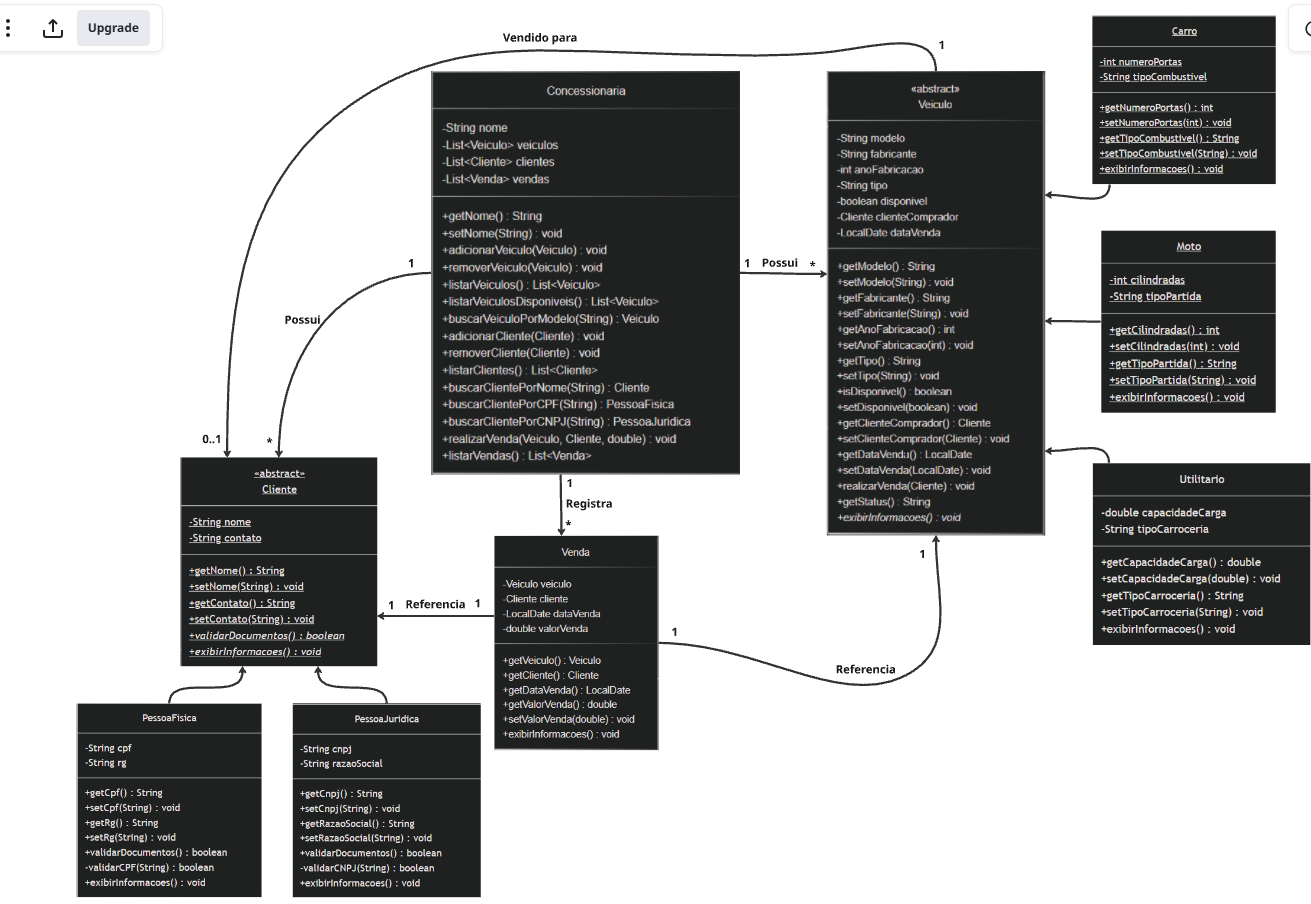 Upgrade
Vendido para
1
Concessionaria
-String nome
-List<Veiculo> veiculos
-List<Cliente> clientes
-List<Venda> vendas
+getNome() : String
+setNome(String) : void
+adicionarVeiculo(Veiculo) : void
+removerVeiculo(Veiculo) : void
+listarVeiculos() : List<Veiculo>
+listarVeiculosDisponiveis() : List<Veiculo>
+buscarVeiculoPorModelo(String) : Veiculo
+adicionarCliente(Cliente) : void
+removerCliente(Cliente) : void
+listarClientes() : List<Cliente>
+buscarClientePorNome(String) : Cliente
+buscarClientePorCPF(String) : PessoaFisica
+buscarClientePorCNPJ(String) : PessoaJuridica
+realizarVenda(Veiculo, Cliente, double) : void
+listarVendas() : List<Venda>
«abstract»
Veiculo
-String modelo
-String fabricante
-int anoFabricacao
-String tipo
-boolean disponivel
-Cliente clienteComprador
-LocalDate dataVenda
+getModelo() : String
+setModelo(String) : void
+getFabricante() : String
+setFabricante(String) : void
+getAnoFabricacao() : int
+setAnoFabricacao(int) : void
+getTipo() : String
+setTipo(String) : void
+isDisponivel() : boolean
+setDisponivel(boolean) : void
+getClienteComprador() : Cliente
+setClienteComprador(Cliente) : void
+getDataVenda() : LocalDate
+setDataVenda(LocalDate) : void
+realizarVenda(Cliente) : void
+getStatus() : String
+exibirInformacoes() : void
Carro
-int numeroPortas
-String tipoCombustivel
+getNumeroPortas() : int
+setNumeroPortas(int) : void
+getTipoCombustivel() : String
+setTipoCombustivel(String) : void
+exibirInformacoes() : void
Moto
-int cilindradas
-String tipoPartida
+getCilindradas() : int
+setCilindradas(int) : void
+getTipoPartida() : String
+setTipoPartida(String) : void
+exibirInformacoes() : void
Utilitario
-double capacidadeCarga
-String tipoCarroceria
+getCapacidadeCarga() : double
+setCapacidadeCarga(double) : void
+getTipoCarroceria() : String
+setTipoCarroceria(String) : void
+exibirInformacoes() : void
1 Possui *
1
Possui
0..1
*
1
Registra
*
«abstract»
Cliente
-String nome
-String contato
+getNome() : String
+setNome(String) : void
+getContato() : String
+setContato(String) : void
+validarDocumentos() : boolean
+exibirInformacoes() : void
1 Referencia 1
Venda
-Veiculo veiculo
-Cliente cliente
-LocalDate dataVenda
-double valorVenda
+getVeiculo() : Veiculo
+getCliente() : Cliente
+getDataVenda() : LocalDate
+getValorVenda() : double
+setValorVenda(double) : void
+exibirInformacoes() : void
1
1
Referencia
PessoaFisica
-String cpf
-String rg
+getCpf() : String
+setCpf(String) : void
+getRg() : String
+setRg(String) : void
+validarDocumentos() : boolean
-validarCPF(String) : boolean
+exibirInformacoes() : void
PessoaJuridica
-String cnpj
-String razaoSocial
+getCnpj() : String
+setCnpj(String) : void
+getRazaoSocial() : String
+setRazaoSocial(String) : void
+validarDocumentos() : boolean
-validarCNPJ(String) : boolean
+exibirInformacoes() : void